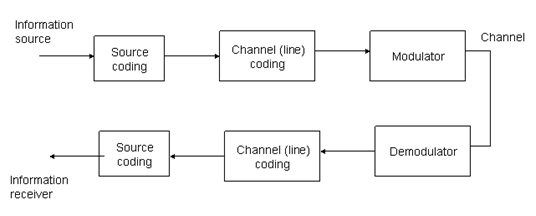 Information
source
Source
coding
Channel (line)
coding
Modulator
Channel
Source
coding
Channel (line)
coding
Demodulator
Information
receiver